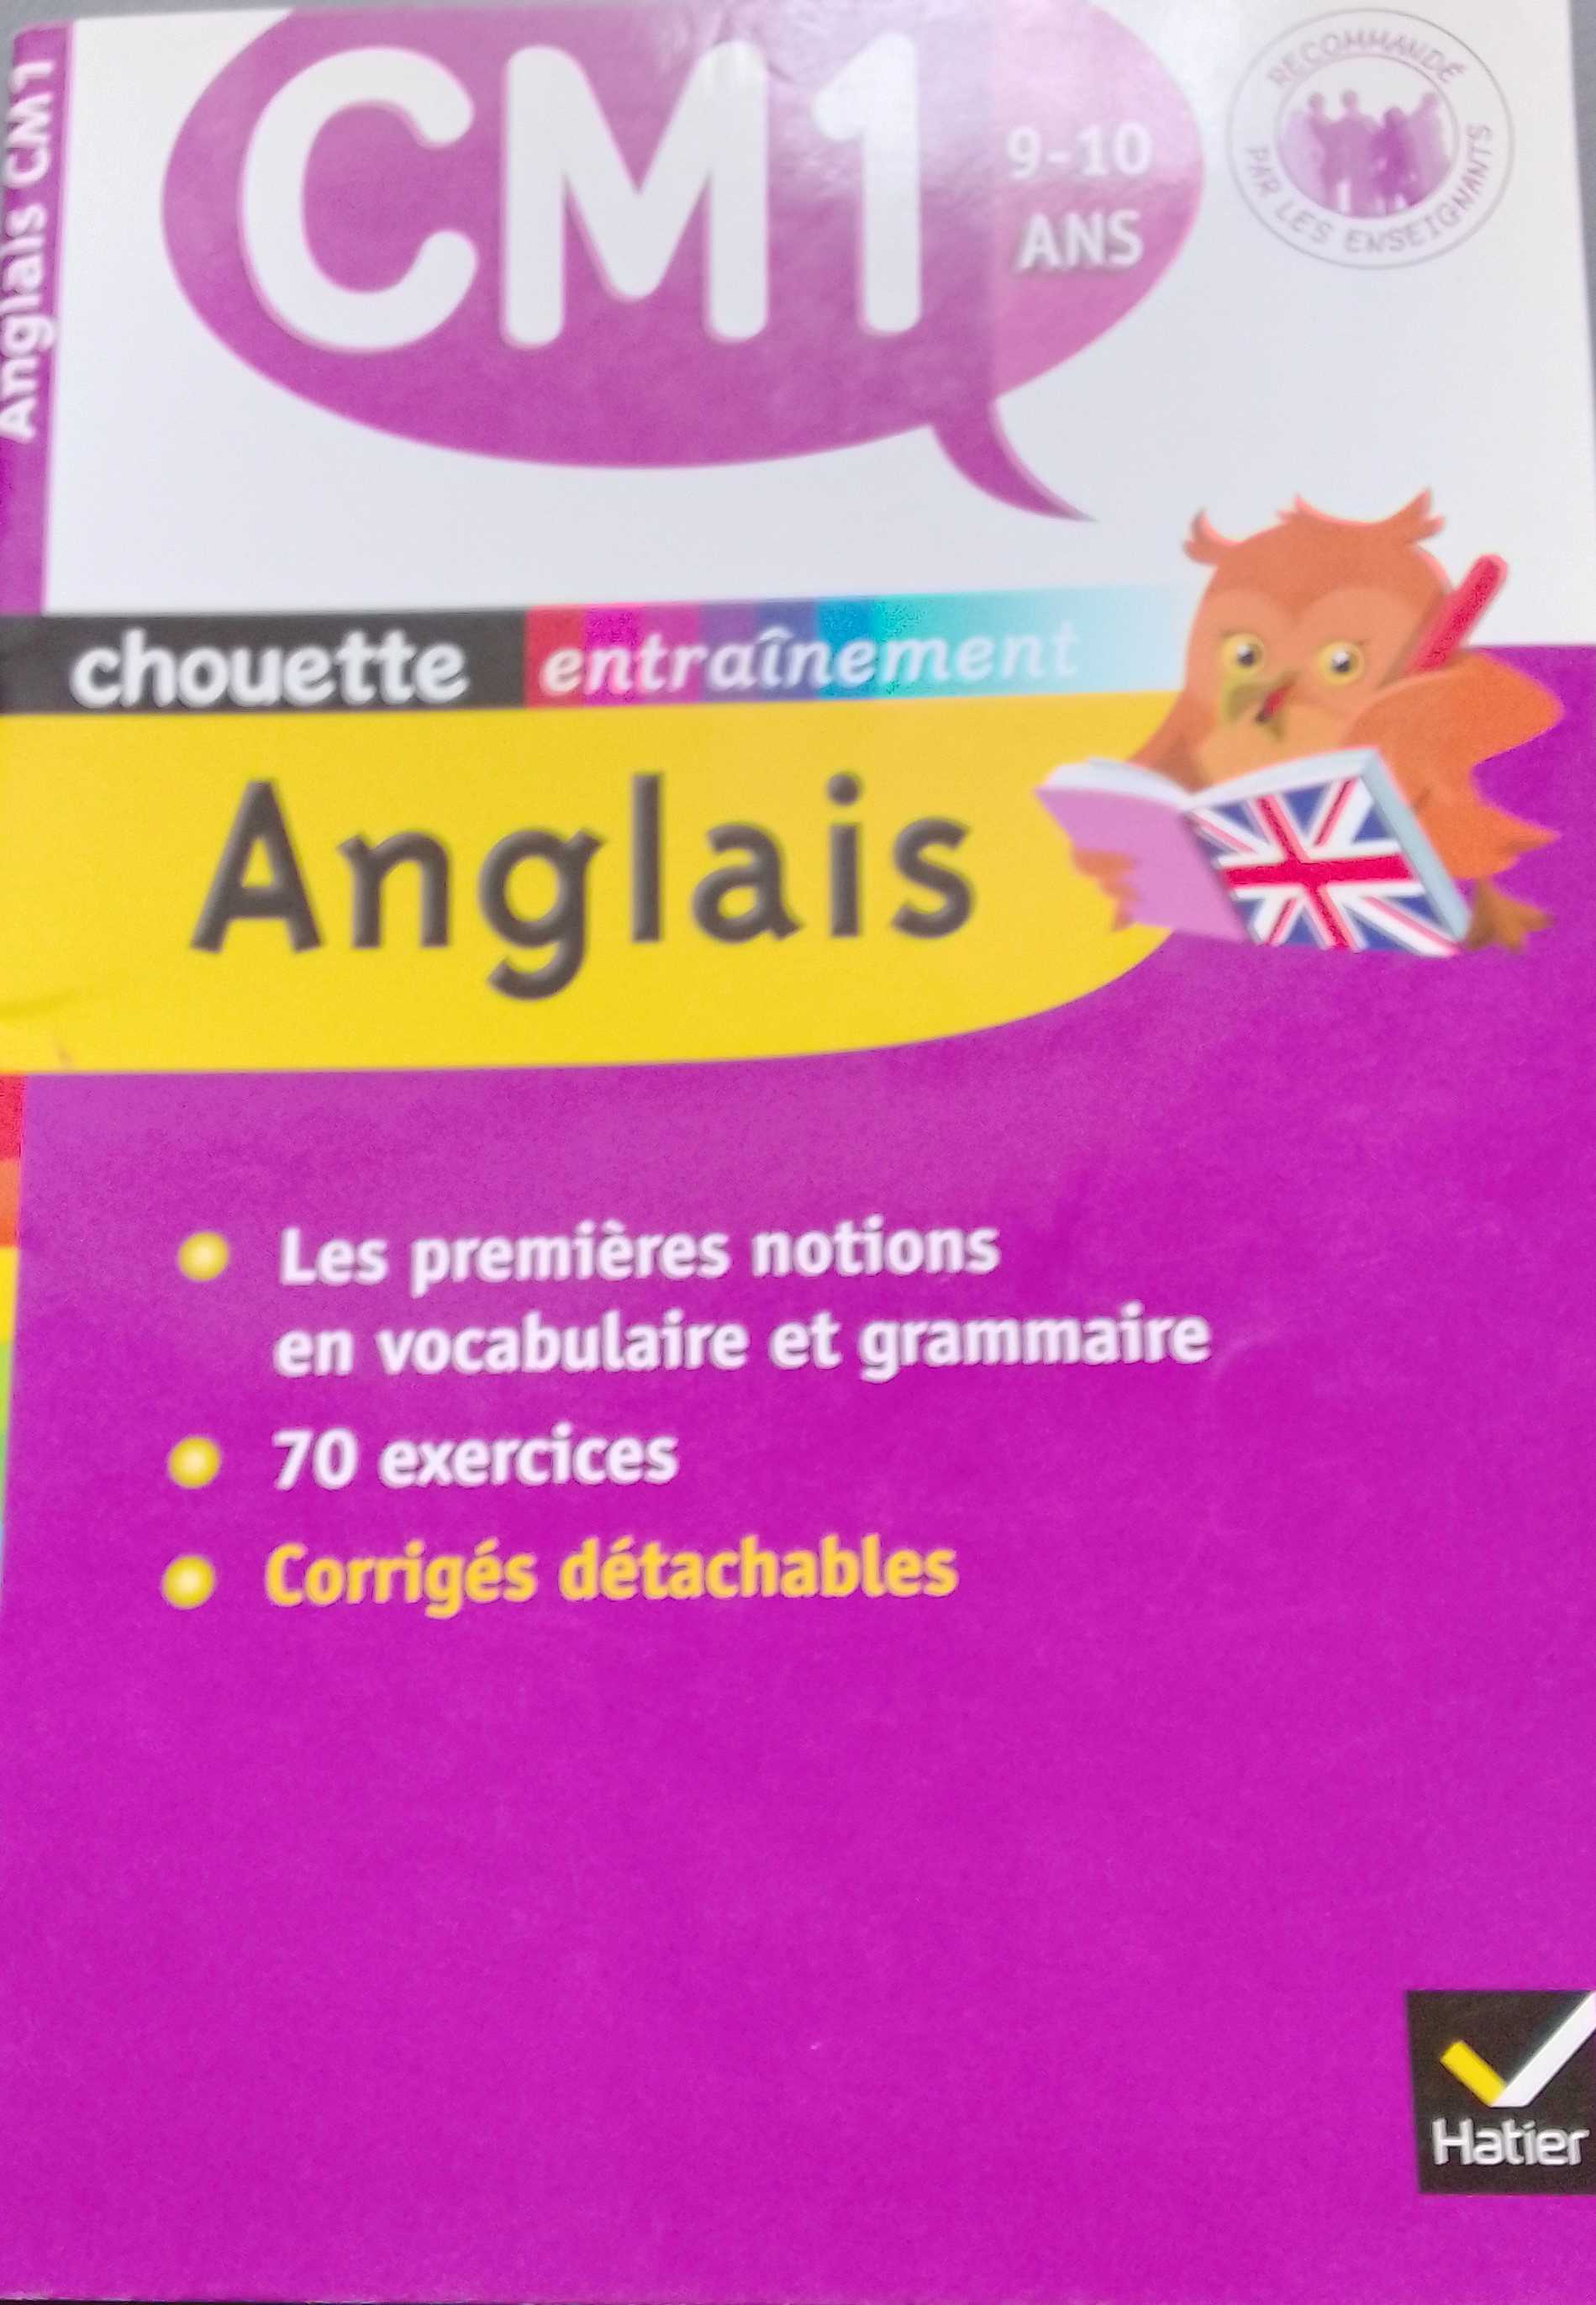 Anglais CM1
CM1
9-10
ANS
RECOMMANDÉ
PAR LES ENSEIGNANTS
chouette entraînement
Anglais
Les premières notions
en vocabulaire et grammaire
70 exercices
Corrigés détachables
Hatier